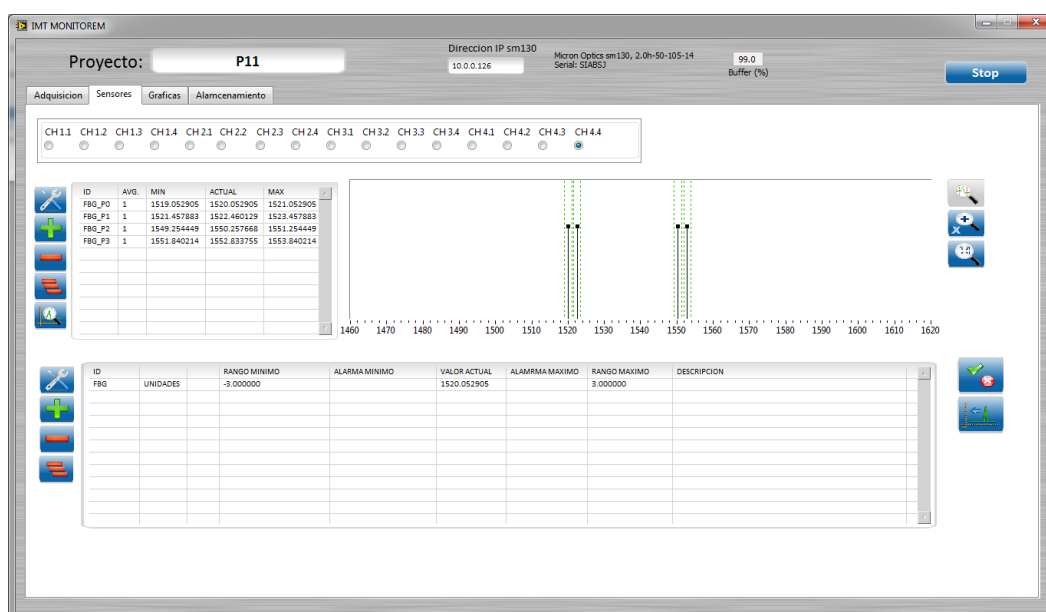 IMT MONITOREM
Proyecto: P11
Direccion IP sm130
10.0.0.126
Micron Optics sm130, 2.0h-50-105-14
Serial: SIABSJ
99.0
Buffer (%)
Stop
Adquisicion Sensores Graficas Alamcenamiento
CH 1.1 CH 1.2 CH 1.3 CH 1.4 CH 2.1 CH 2.2 CH 2.3 CH 2.4 CH 3.1 CH 3.2 CH 3.3 CH 3.4 CH 4.1 CH 4.2 CH 4.3 CH 4.4
ID AVG. MIN ACTUAL MAX
FBG_P0 1 1519.052905 1520.052905 1521.052905
FBG_P1 1 1521.457883 1522.460129 1523.457883
FBG_P2 1 1549.254449 1550.257668 1551.254449
FBG_P3 1 1551.840214 1552.833755 1553.840214
1460 1470 1480 1490 1500 1510 1520 1530 1540 1550 1560 1570 1580 1590 1600 1610 1620
ID RANGO MINIMO ALARMA MINIMO VALOR ACTUAL ALAMRMA MAXIMO RANGO MAXIMO DESCRIPCION
FBG UNIDADES -3.000000 1520.052905 3.000000